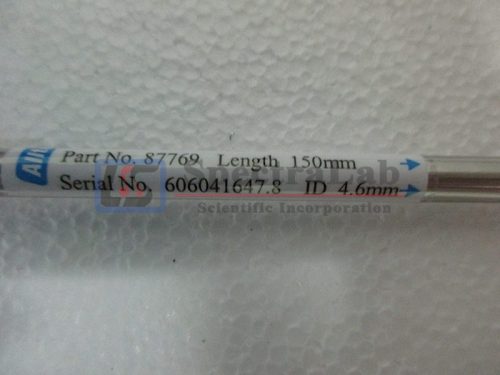 Part No. 87769 Length 150mm
Serial No. 606041647.8 ID 4.6mm
SpectraLab
Scientific Incorporation